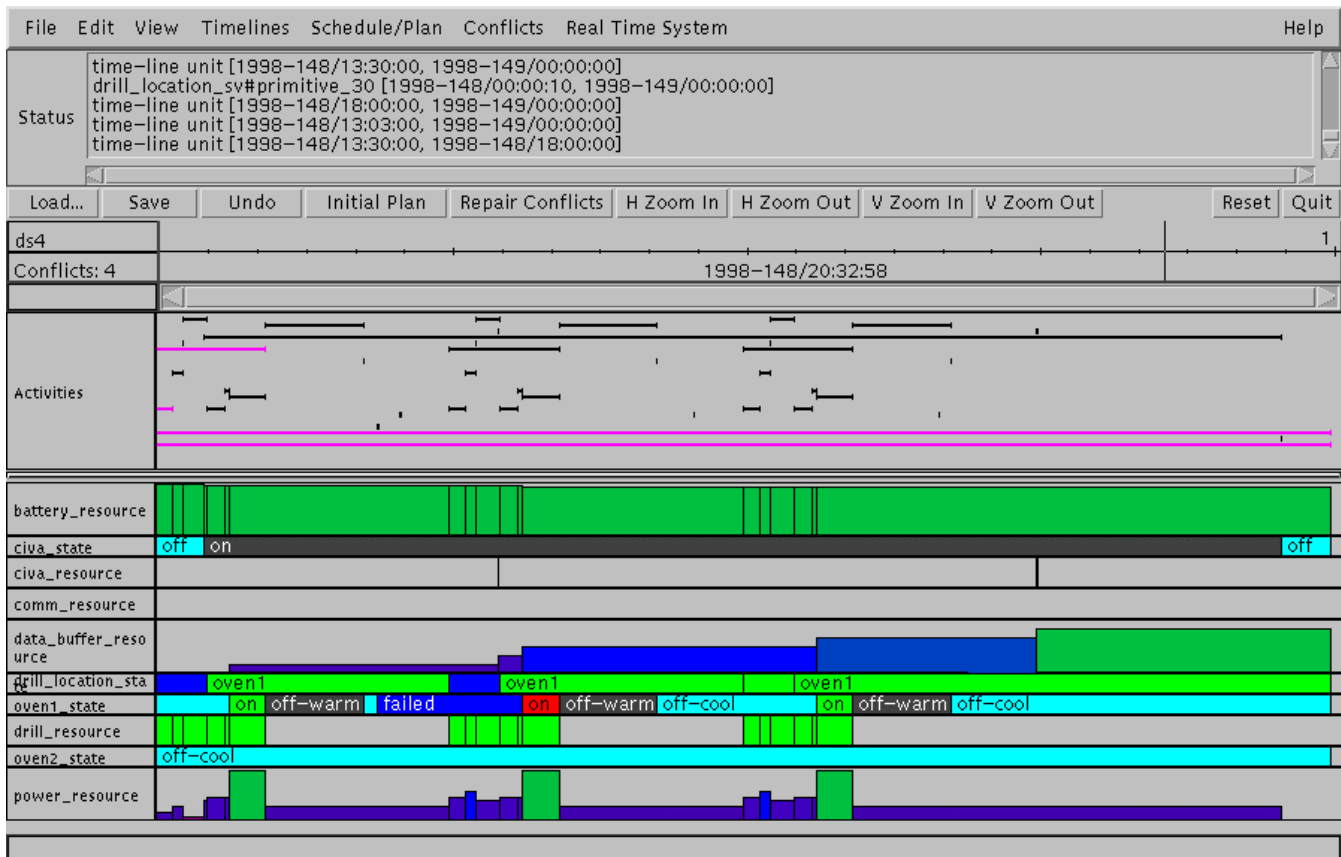 File Edit View Timelines Schedule/Plan Conflicts Real Time System Help
time-line unit [1998-148/13:30:00, 1998-149/00:00:00]
drill_location_sv#primitive_30 [1998-148/00:00:10, 1998-149/00:00:00]
time-line unit [1998-148/18:00:00, 1998-149/00:00:00]
Status
time-line unit [1998-148/13:03:00, 1998-149/00:00:00]
time-line unit [1998-148/13:30:00, 1998-148/18:00:00]
Load... Save Undo Initial Plan Repair Conflicts H Zoom In H Zoom Out V Zoom In V Zoom Out Reset Quit
ds4 1
Conflicts: 4 1998-148/20:32:58
Activities
battery_resource
civa_state off on off
civa_resource
comm_resource
data_buffer_reso
urce
drill_location_sta oven1 oven1 oven1
oven1_state on off-warm failed on off-warm off-cool on off-warm off-cool
drill_resource
oven2_state off-cool
power_resource